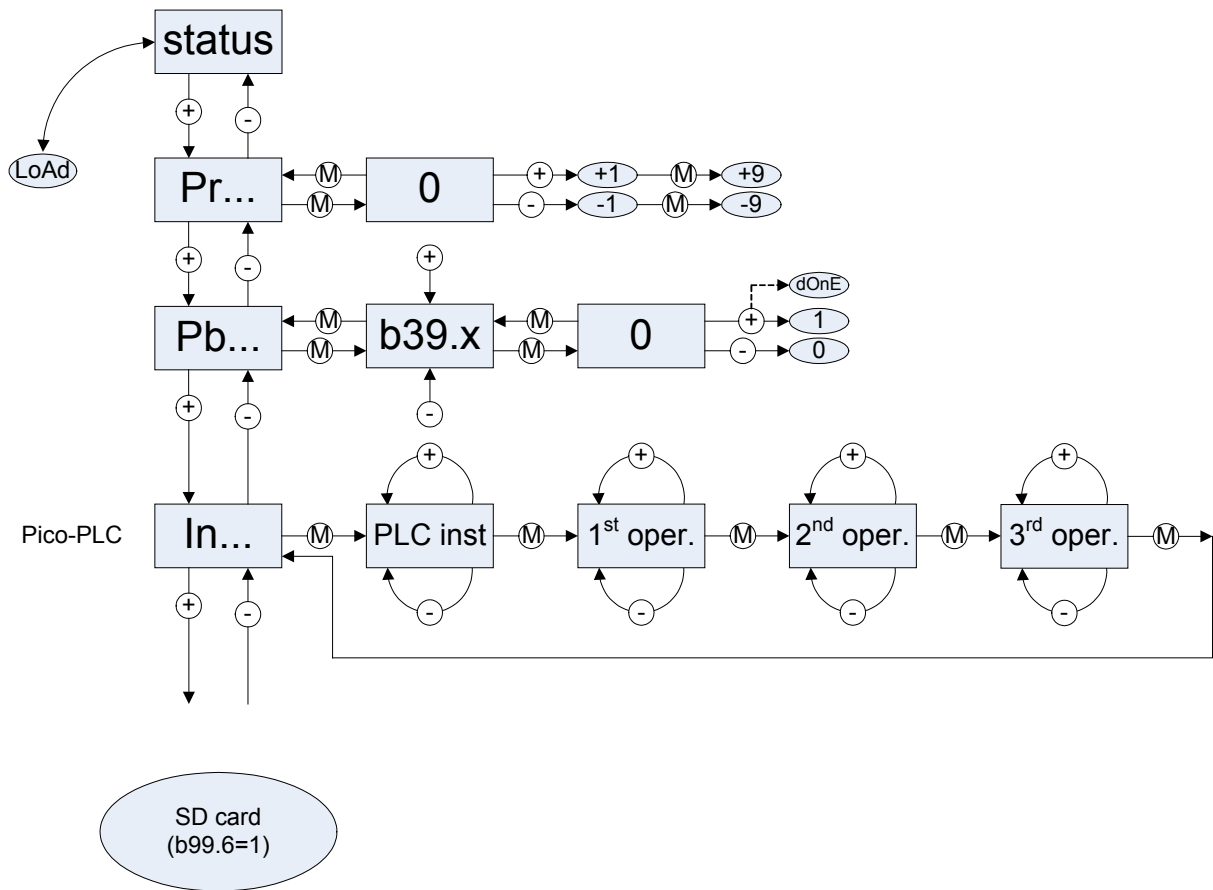 status
+
-
LoAd
Pr...
M
M
0
+
-
+1
-1
M
M
+9
-9
+
-
+
Pb...
M
M
b39.x
M
M
0
+
-
dOnE
1
0
+
-
-
+
+
+
+
Pico-PLC
In...
M
PLC inst
M
1st oper.
M
2nd oper.
M
3rd oper.
M
+
-
-
-
-
-
SD card
(b99.6=1)